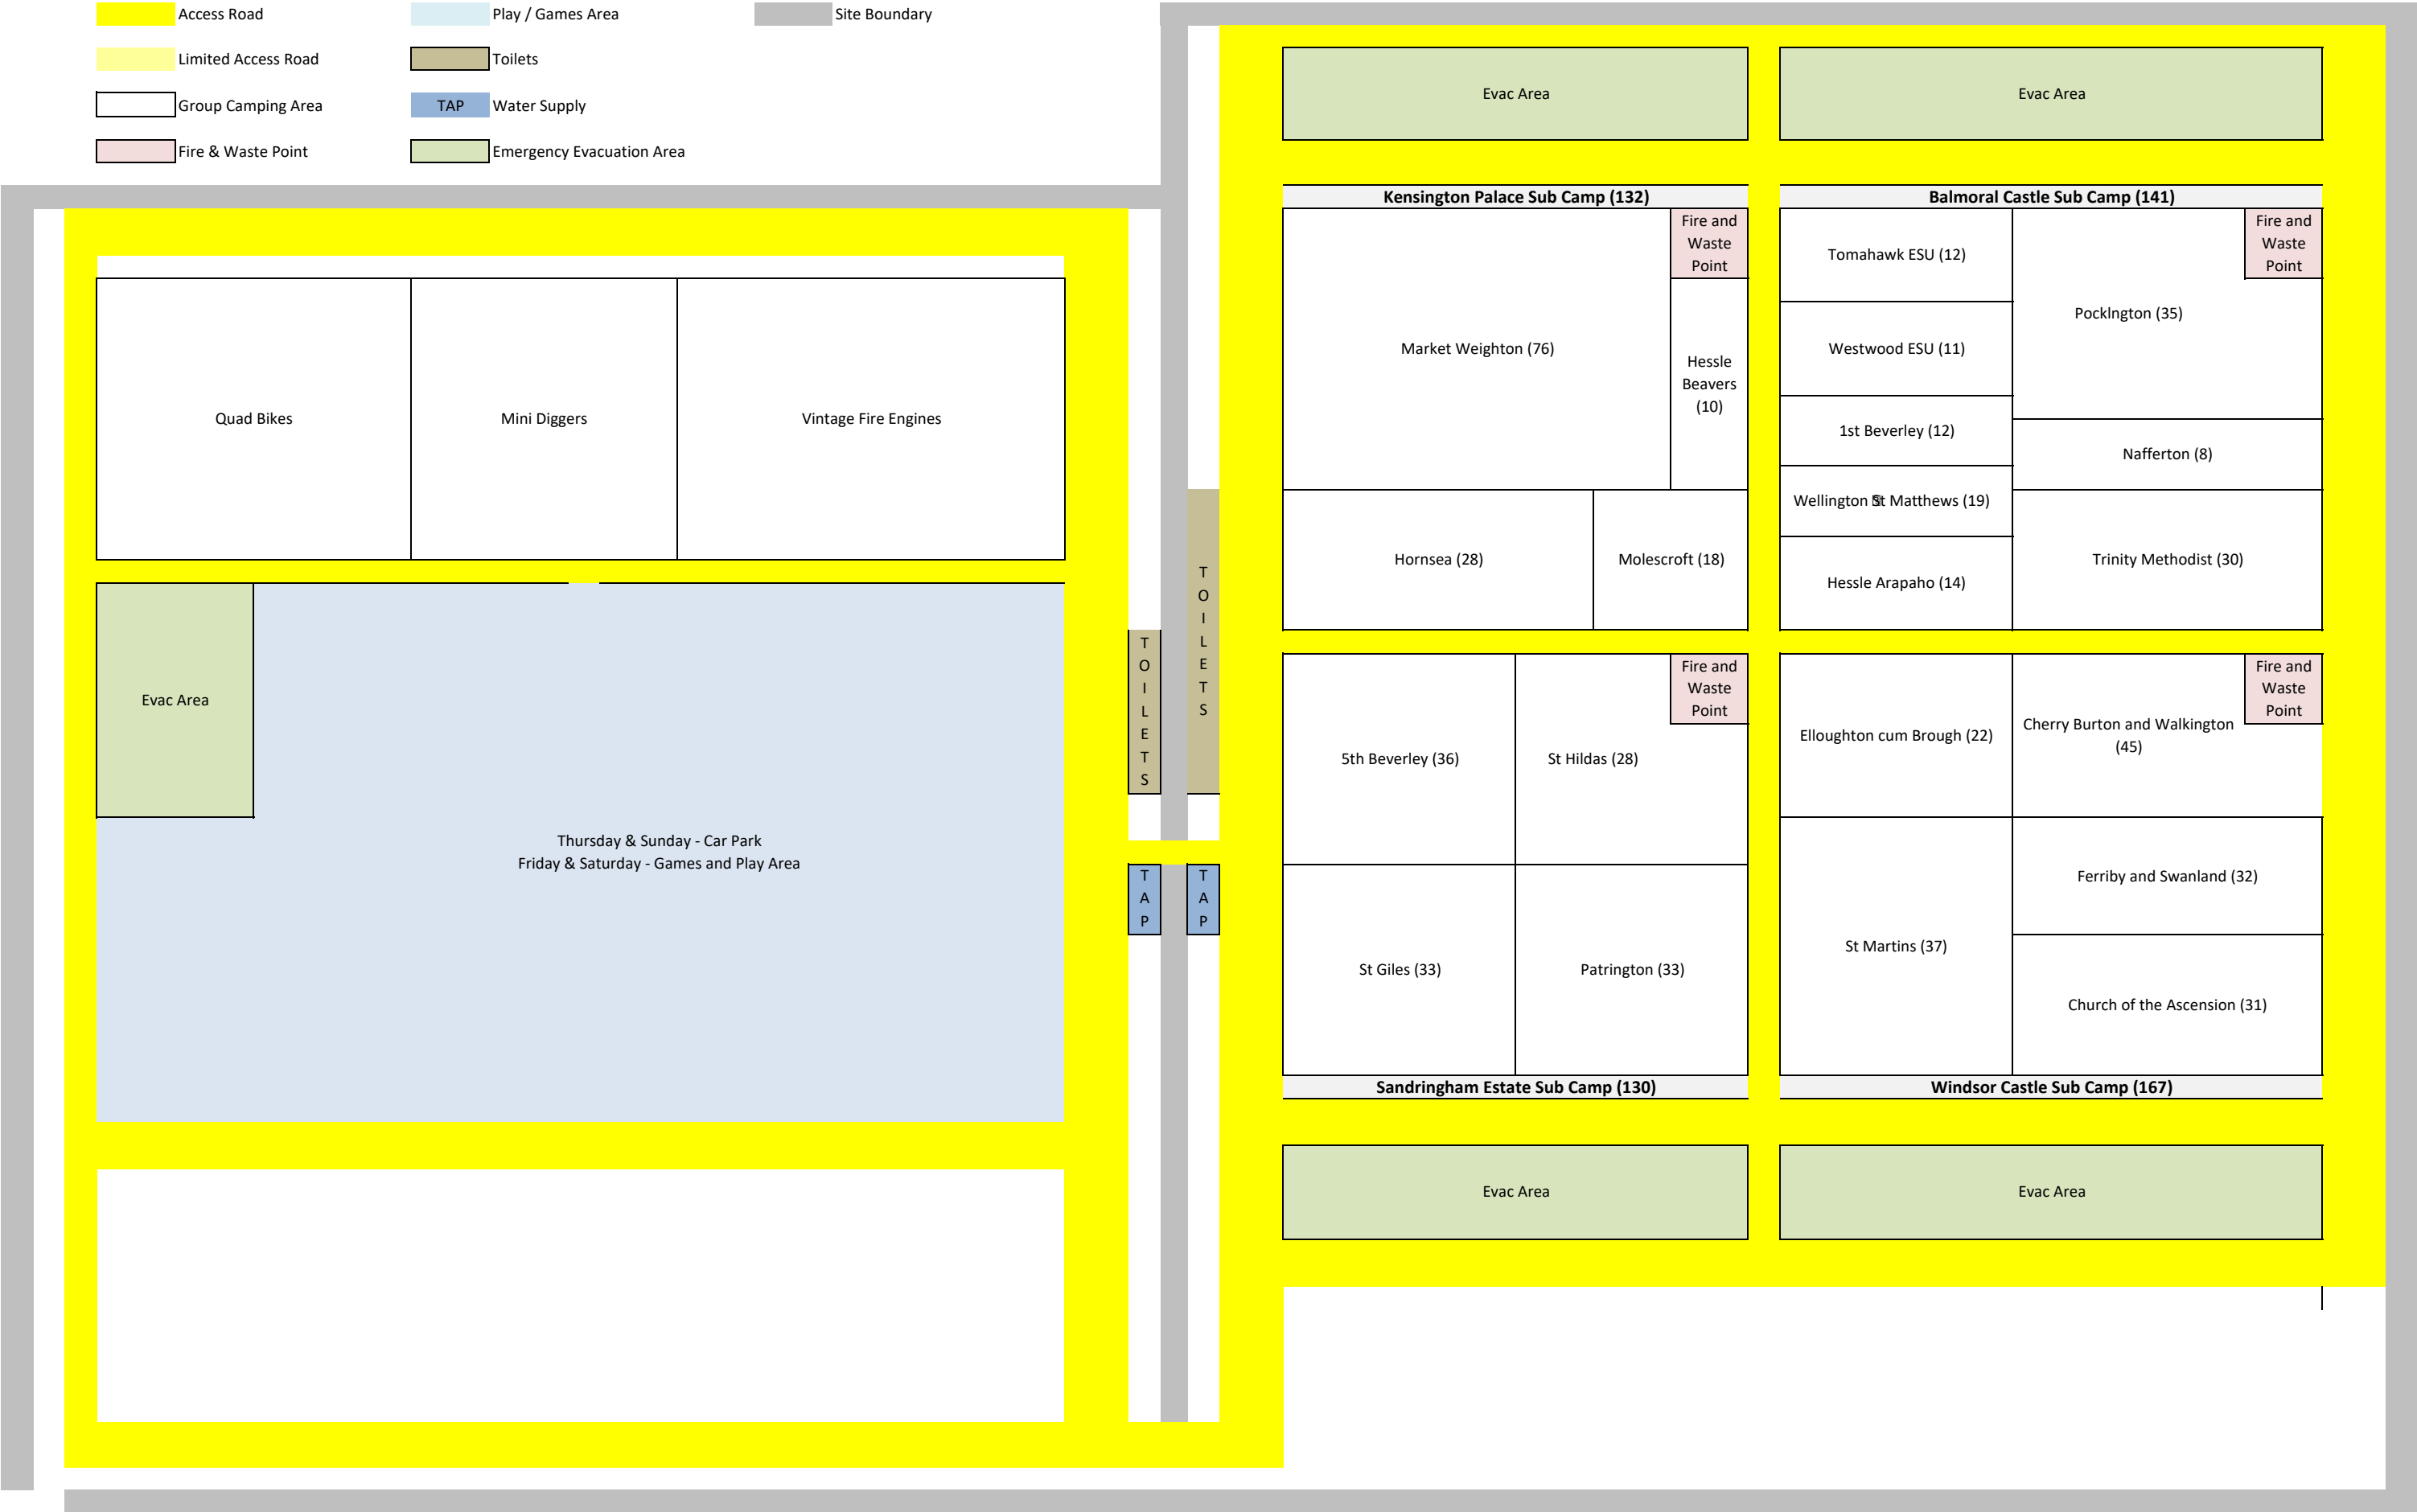 Access Road
Play / Games Area
Site Boundary
Limited Access Road
Toilets
Group Camping Area
TAP
Water Supply
Fire & Waste Point
Emergency Evacuation Area
Evac Area
Evac Area
Kensington Palace Sub Camp (132)
Balmoral Castle Sub Camp (141)
Market Weighton (76)
Fire and
Waste
Point
Hessle
Beavers
(10)
Hornsea (28)
Molescroft (18)
Tomahawk ESU (12)
Westwood ESU (11)
1st Beverley (12)
Wellington St Matthews (19)
Hessle Arapaho (14)
Pocklngton (35)
Fire and
Waste
Point
Nafferton (8)
Trinity Methodist (30)
Quad Bikes
Mini Diggers
Vintage Fire Engines
Evac Area
Thursday & Sunday - Car Park
Friday & Saturday - Games and Play Area
TOILETS
TOILETS
TAP
TAP
5th Beverley (36)
St Hildas (28)
Fire and
Waste
Point
St Giles (33)
Patrington (33)
Elloughton cum Brough (22)
Cherry Burton and Walkington
(45)
Fire and
Waste
Point
St Martins (37)
Ferriby and Swanland (32)
Church of the Ascension (31)
Sandringham Estate Sub Camp (130)
Windsor Castle Sub Camp (167)
Evac Area
Evac Area